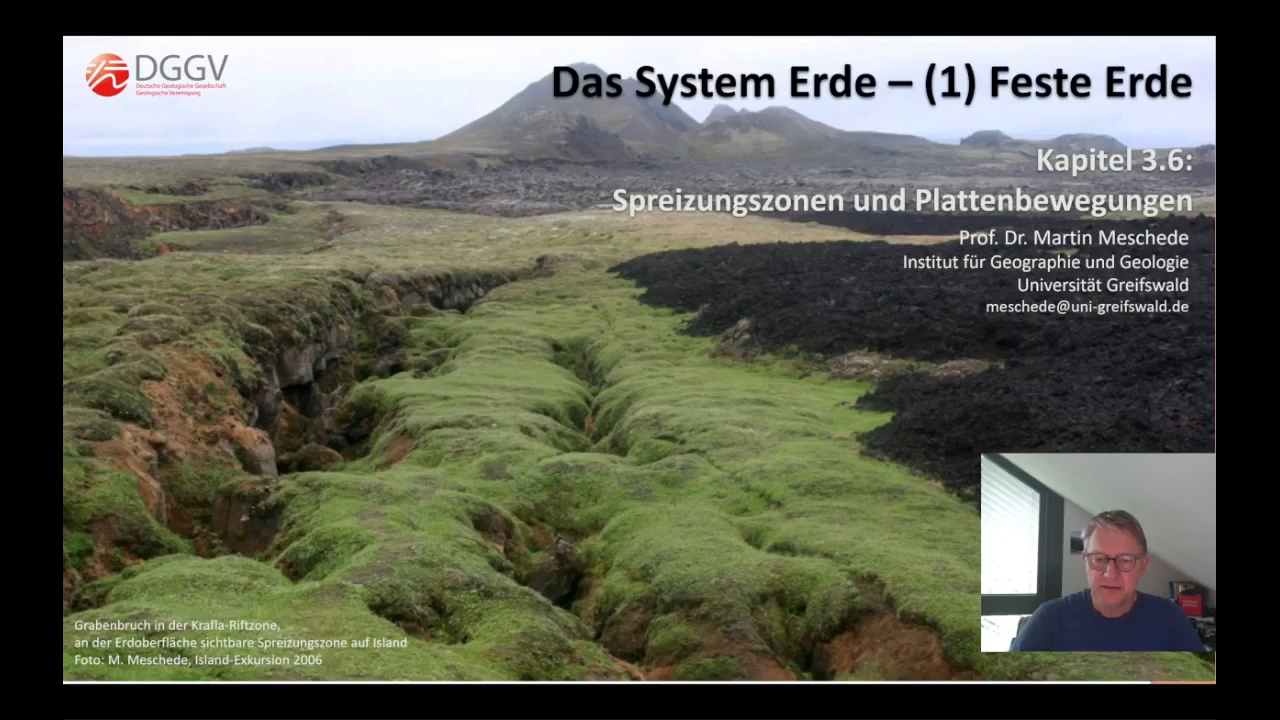 DGGV
Deutsche Geologische Gesellschaft
Geologische Vereinigung
Das System Erde – (1) Feste Erde
Kapitel 3.6:
Spreizungszonen und Plattenbewegungen
Prof. Dr. Martin Meschede
Institut für Geographie und Geologie
Universität Greifswald
meschede@uni-greifswald.de
Grabenbruch in der Krafla-Riftzone,
an der Erdoberfläche sichtbare Spreizungszone auf Island
Foto: M. Meschede, Island-Exkursion 2006